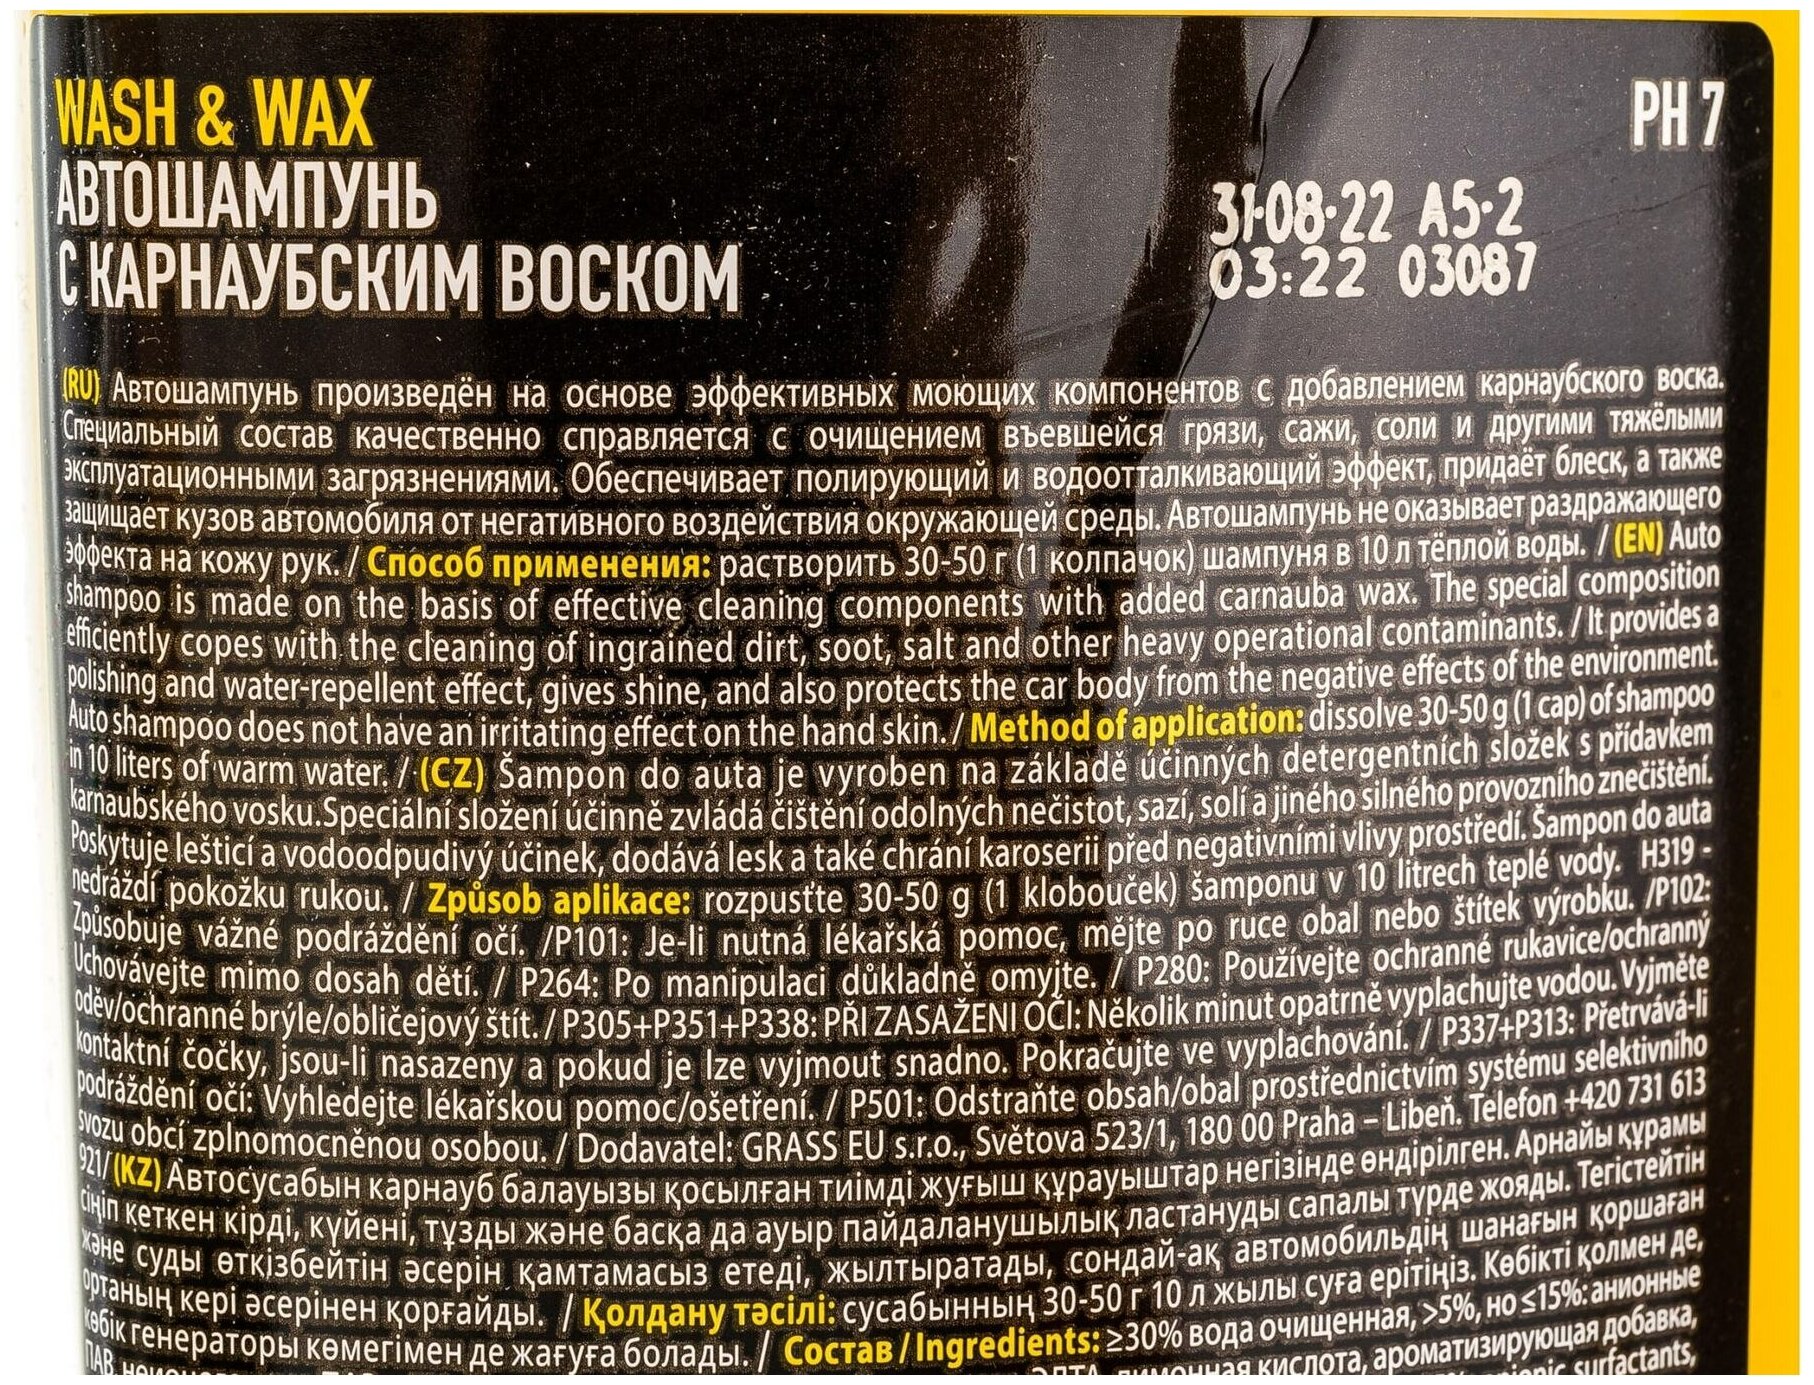 WASH & WAX
PH 7
АВТОШАМПУНЬ
С КАРНАУБСКИМ ВОСКОМ
31·08·22 A5·2
03:22 03087
(RU) Автошампунь произведён на основе эффективных моющих компонентов с добавлением карнаубского воска.
Специальный состав качественно справляется с очищением въевшейся грязи, сажи, соли и другими тяжёлыми
эксплуатационными загрязнениями. Обеспечивает полирующий и водоотталкивающий эффект, придаёт блеск, а также
защищает кузов автомобиля от негативного воздействия окружающей среды. Автошампунь не оказывает раздражающего
эффекта на кожу рук. / Способ применения: растворить 30-50 г (1 колпачок) шампуня в 10 л тёплой воды. / (EN) Auto
shampoo is made on the basis of effective cleaning components with added carnauba wax. The special composition
efficiently copes with the cleaning of ingrained dirt, soot, salt and other heavy operational contaminants. / It provides a
polishing and water-repellent effect, gives shine, and also protects the car body from the negative effects of the environment.
Auto shampoo does not have an irritating effect on the hand skin. / Method of application: dissolve 30-50 g (1 cap) of shampoo
in 10 liters of warm water. / (CZ) Šampon do auta je vyroben na základě účinných detergentních složek s přídavkem
karnaubského vosku.Speciální složení účinně zvládá čištění odolných nečistot, sazí, solí a jiného silného provozního znečištění.
Poskytuje lešticí a vodoodpudivý účinek, dodává lesk a také chrání karoserii před negativními vlivy prostředí. Šampon do auta
nedráždí pokožku rukou. / Způsob aplikace: rozpusťte 30-50 g (1 klobouček) šamponu v 10 litrech teplé vody. H319 -
Způsobuje vážné podráždění očí. /P101: Je-li nutná lékařská pomoc, mějte po ruce obal nebo štítek výrobku. /P102:
Uchovávejte mimo dosah dětí. / P264: Po manipulaci důkladně omyjte. / P280: Používejte ochranné rukavice/ochranný
oděv/ochranné brýle/obličejový štít. / P305+P351+P338: PŘI ZASAŽENI OČÍ: Několik minut opatrně vyplachujte vodou. Vyjměte
kontaktní čočky, jsou-li nasazeny a pokud je lze vyjmout snadno. Pokračujte ve vyplachování. / P337+P313: Přetrvává-li
podráždění očí: Vyhledejte lékařskou pomoc/ošetření. / P501: Odstraňte obsah/obal prostřednictvím systému selektivního
svozu obcí zplnomocněnou osobou. / Dodavatel: GRASS EU s.r.o., Světova 523/1, 180 00 Praha – Libeň. Telefon +420 731 613
921/ (KZ) Автосусабын карнауб балауызы қосылған тиімді жуғыш құрауыштар негізінде өндірілген. Арнайы құрамы
сіңіп кеткен кірді, күйені, тұзды және басқа да ауыр пайдаланушылық ластануды сапалы түрде жояды. Тегістейтін
және суды өткізбейтін әсерін қамтамасыз етеді, жылтыратады, сондай-ақ автомобильдің шанағын қоршаған
ортаның кері әсерінен қорғайды. / Қолдану тәсілі: сусабынның 30-50 г 10 л жылы суға ерітіңіз. Көбікті қолмен де,
көбік генераторы көмегімен де жағуға болады. / Состав / Ingredients: ≥30% вода очищенная, >5%, но ≤15%: анионные
ПАВ, лимонная кислота, ароматизирующая добавка,
surfactants,